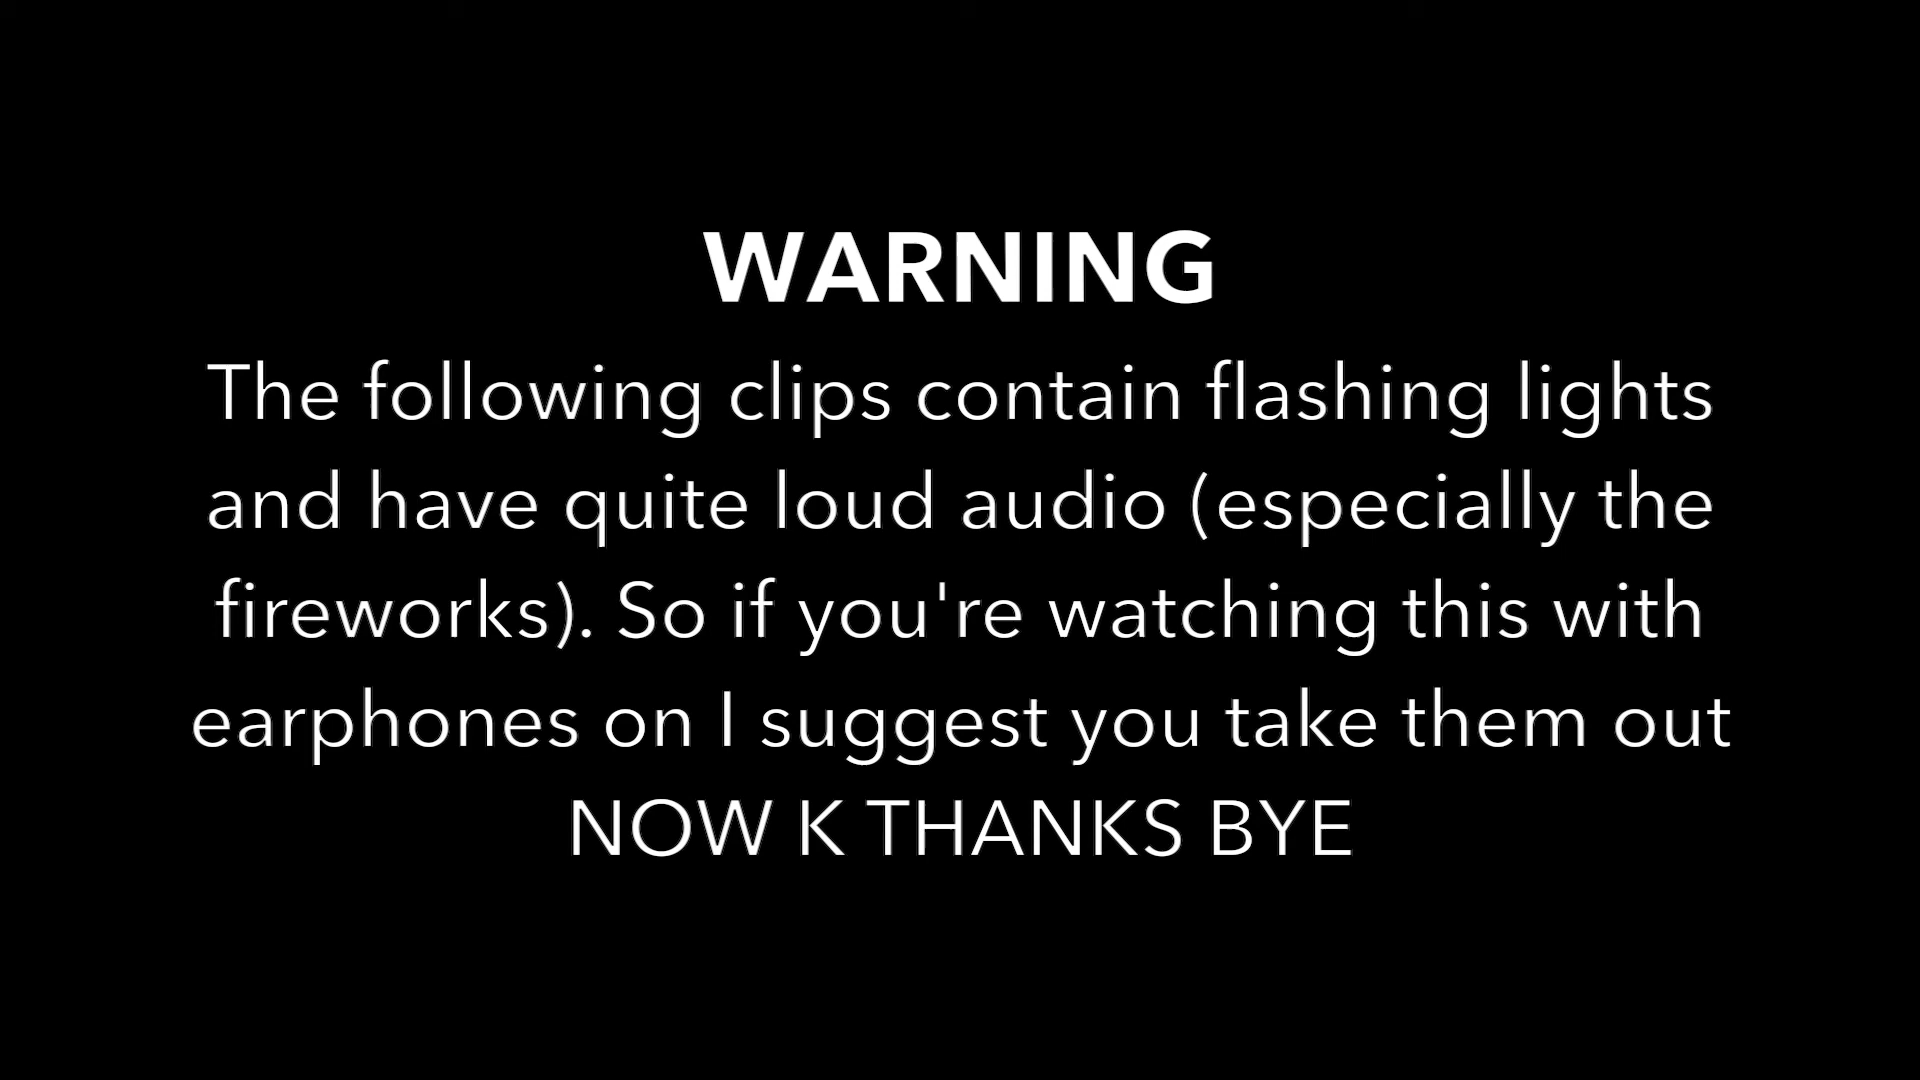 WARNING
The following clips contain flashing lights
and have quite loud audio (especially the
fireworks). So if you're watching this with
earphones on I suggest you take them out
NOW K THANKS BYE